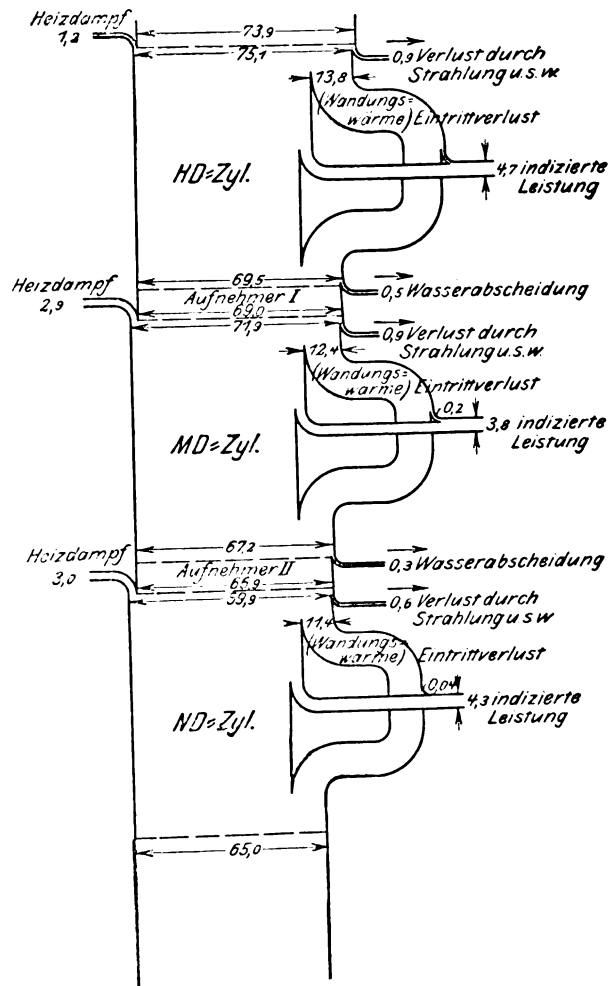 Heizdampf
1,2
73,9
75,1
0,9 Verlust durch
Strahlung u.s.w.
13,8
(Wandungs=
wärme) Eintrittverlust
HD=Zyl.
4,7 indizierte
Leistung
69,5
Heizdampf
2,9
Aufnehmer I
69,0
71,9
0,5 Wasserabscheidung
0,9 Verlust durch
Strahlung u.s.w.
12,4
(Wandungs=
wärme) Eintrittverlust
0,2
MD=Zyl.
3,8 indizierte
Leistung
67,2
Heizdampf
3,0
Aufnehmer II
65,9
0,3 Wasserabscheidung
0,6 Verlust durch
Strahlung u.s.w
11,4
(Wandungs=
wärme) Eintrittverlust
0,04
ND=Zyl.
4,3 indizierte
Leistung
65,0